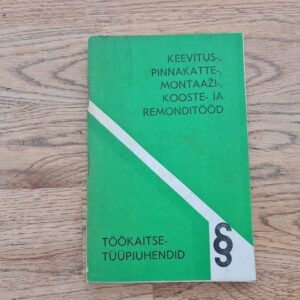 KEEVITUS-,
PINNAKATTE-,
MONTAAŽI-,
KOOSTE- JA
REMONDITÖÖD
TÖÖKAITSE-
TÜÜPJUHENDID
§